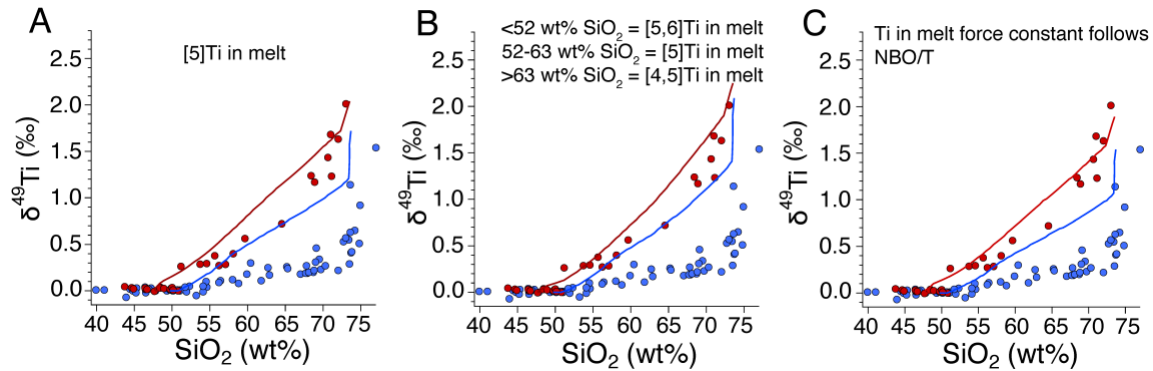 A
[5]Ti in melt
2.5
2.0
1.5
1.0
0.5
0.0
δ⁴⁹Ti (‰)
40 45 50 55 60 65 70 75
SiO₂ (wt%)
B
<52 wt% SiO₂ = [5,6]Ti in melt
52-63 wt% SiO₂ = [5]Ti in melt
>63 wt% SiO₂ = [4,5]Ti in melt
2.5
2.0
1.5
1.0
0.5
0.0
δ⁴⁹Ti (‰)
40 45 50 55 60 65 70 75
SiO₂ (wt%)
C
Ti in melt force constant follows
NBO/T
2.5
2.0
1.5
1.0
0.5
0.0
δ⁴⁹Ti (‰)
40 45 50 55 60 65 70 75
SiO₂ (wt%)